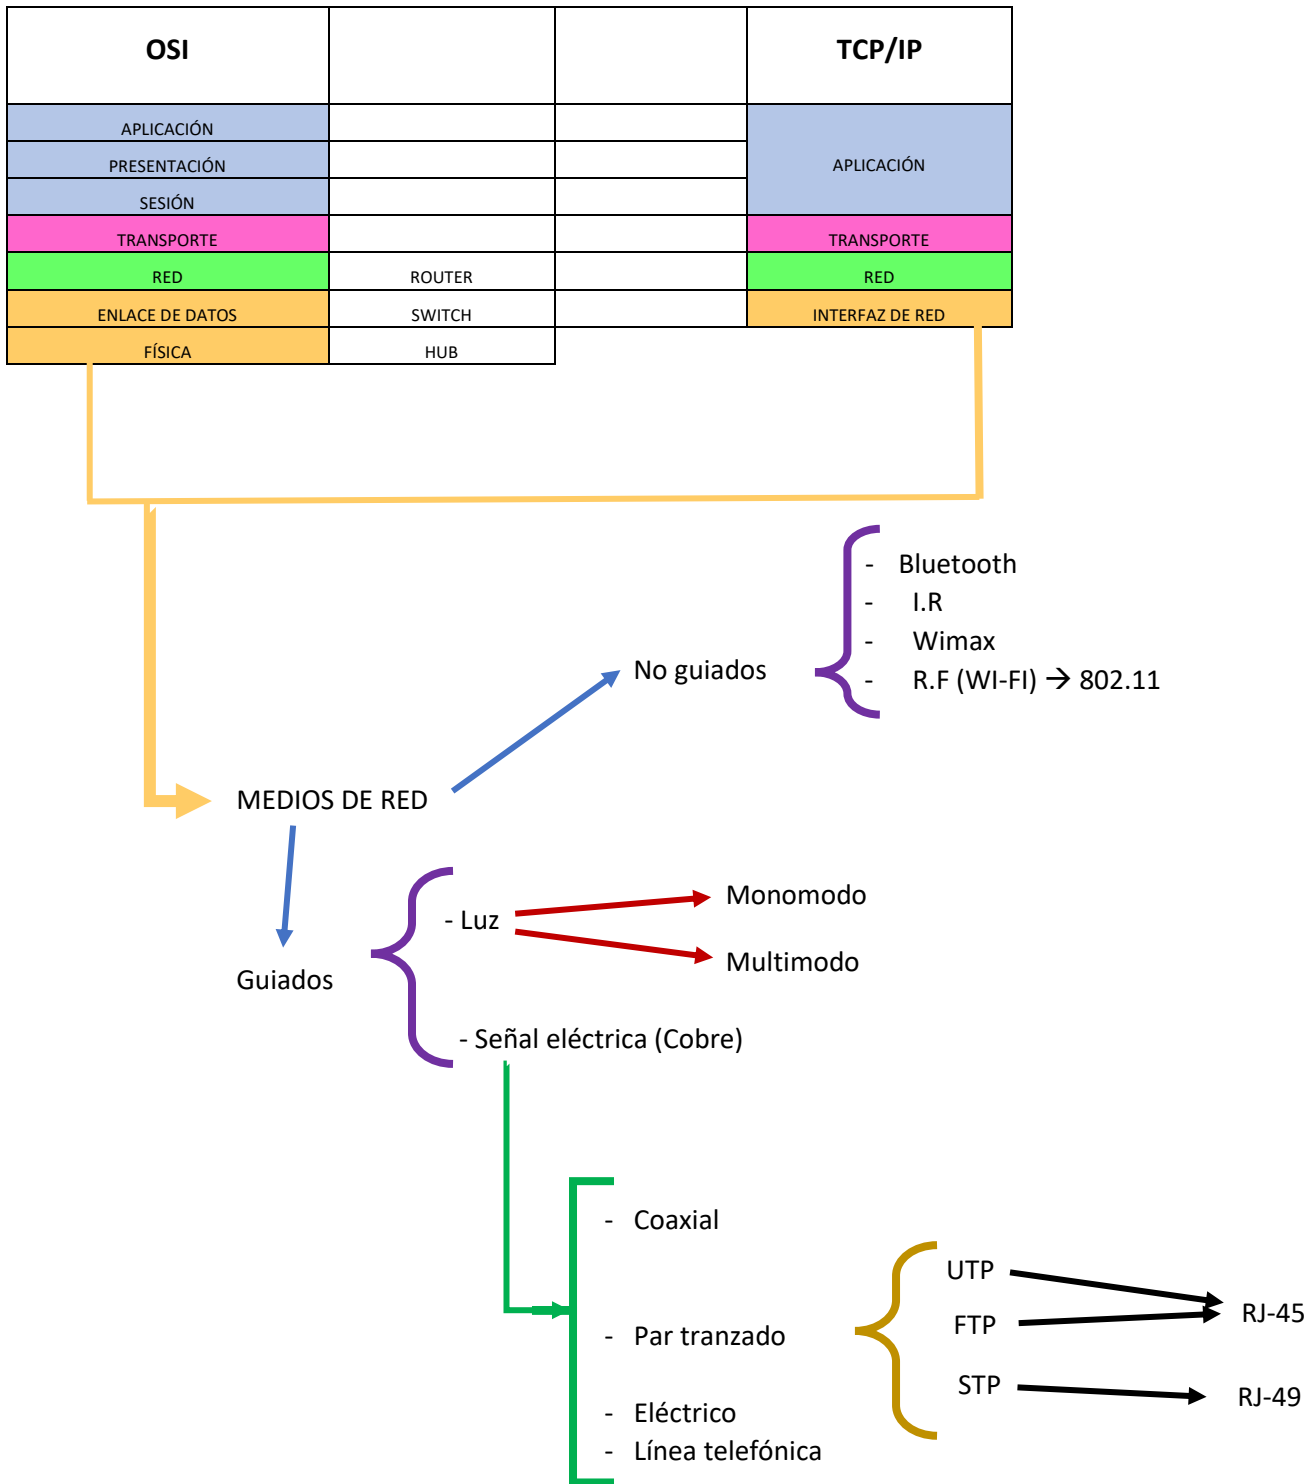 OSI TCP/IP
APLICACIÓN
PRESENTACIÓN APLICACIÓN
SESIÓN
TRANSPORTE TRANSPORTE
RED ROUTER RED
ENLACE DE DATOS SWITCH INTERFAZ DE RED
FÍSICA HUB
- Bluetooth
- I.R
- Wimax
No guiados
- R.F (WI-FI) → 802.11
MEDIOS DE RED
Monomodo
- Luz
Multimodo
Guiados
- Señal eléctrica (Cobre)
- Coaxial
UTP
RJ-45
FTP
- Par tranzado
STP
RJ-49
- Eléctrico
- Línea telefónica